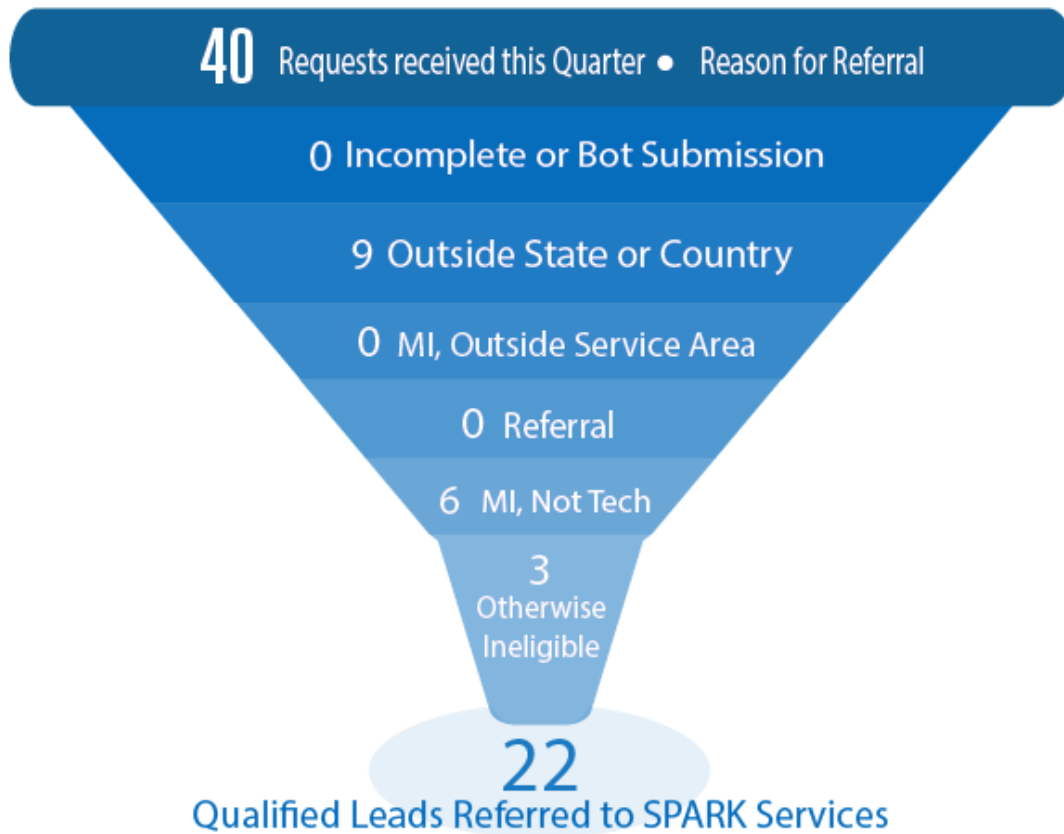 40 Requests received this Quarter • Reason for Referral
0 Incomplete or Bot Submission
9 Outside State or Country
0 MI, Outside Service Area
0 Referral
6 MI, Not Tech
3
Otherwise
Ineligible
22
Qualified Leads Referred to SPARK Services